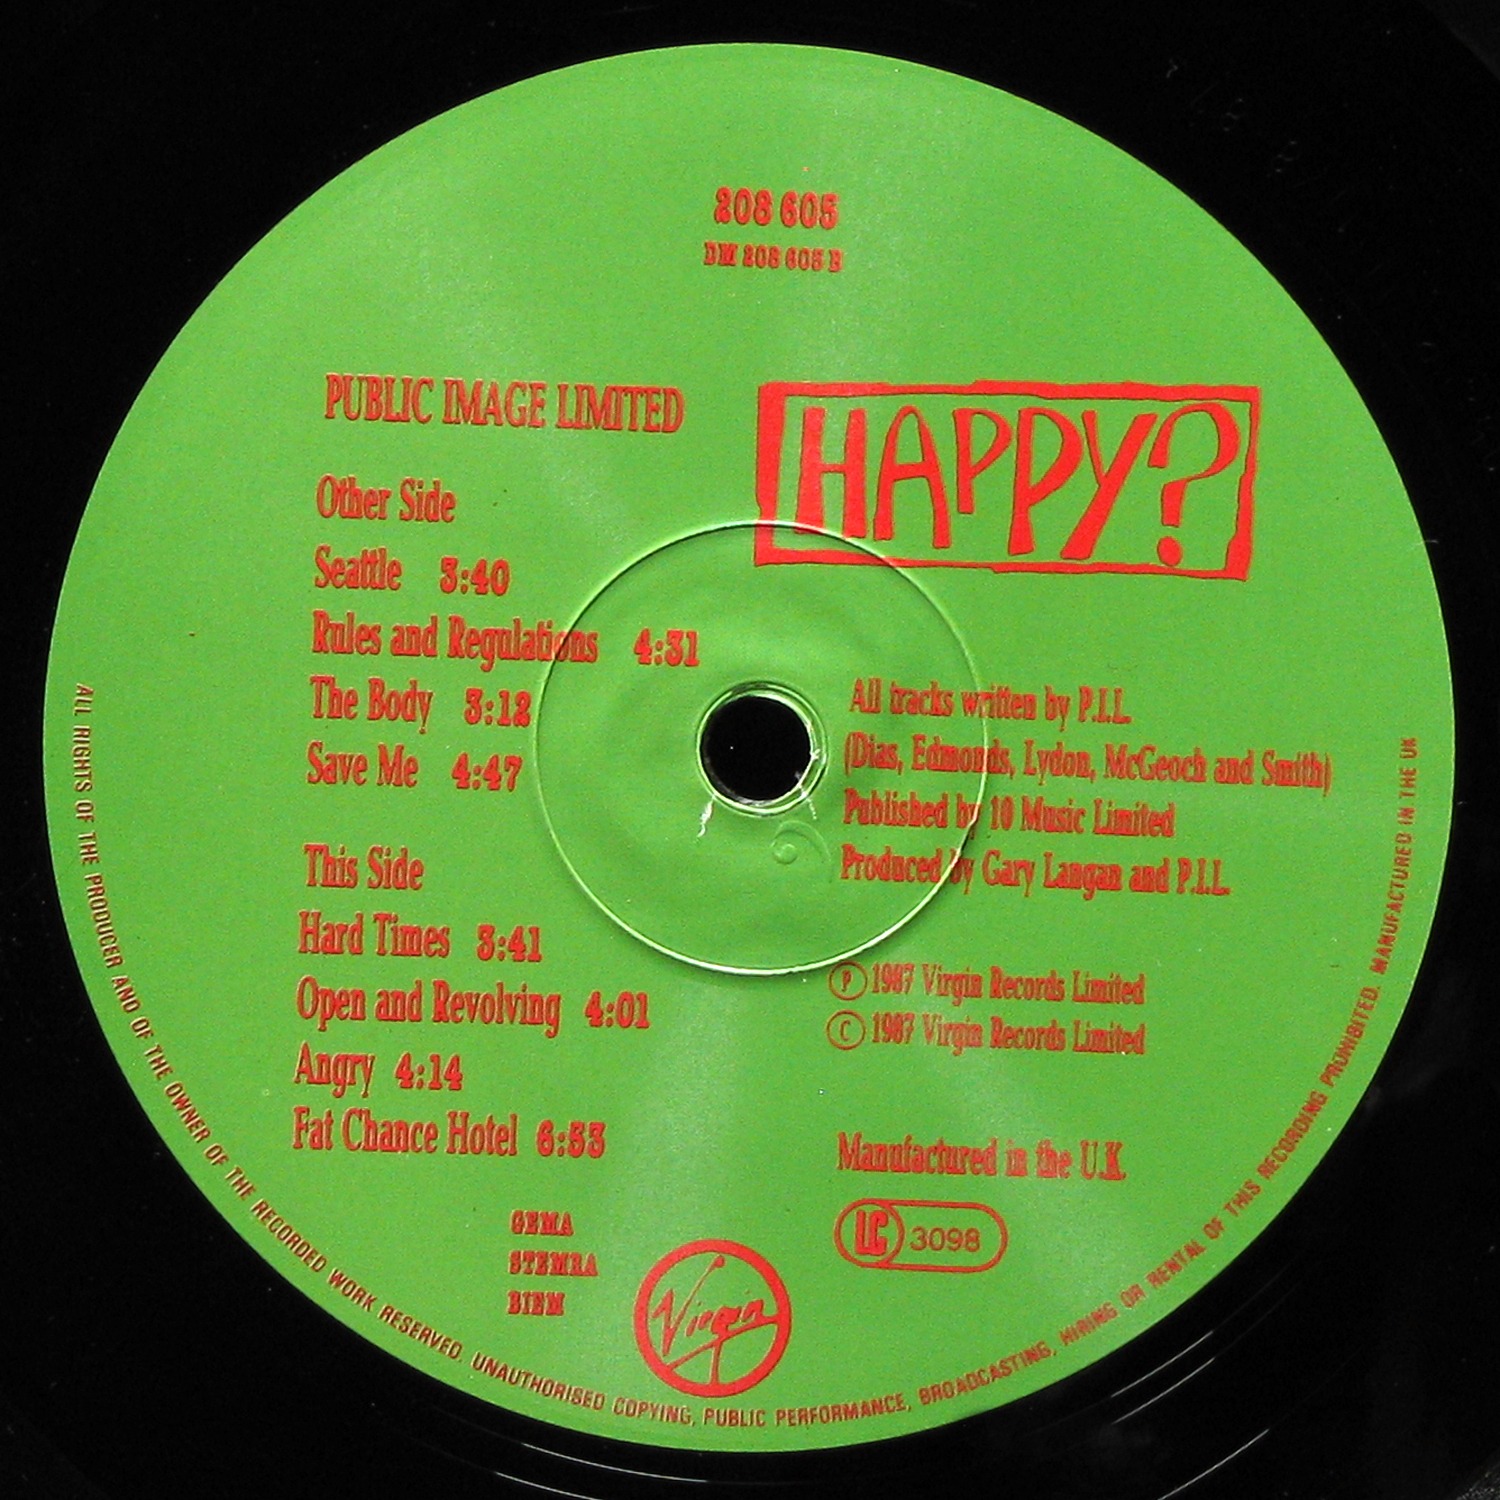 208 605
DM 208 605 B
PUBLIC IMAGE LIMITED
HAPPY?
Other Side
Seattle 3:40
Rules and Regulations 4:31
The Body 3:12
Save Me 4:47
This Side
Hard Times 3:41
Open and Revolving 4:01
Angry 4:14
Fat Chance Hotel 6:53
All tracks written by P.I.L.
(Dias, Edmonds, Lydon, McGeoch and Smith)
Published by 10 Music Limited
Produced by Gary Langan and P.I.L.
Ⓟ 1987 Virgin Records Limited
© 1987 Virgin Records Limited
Manufactured in the U.K.
LC 3098
GEMA
STEMRA
BIEM
Virgin
ALL RIGHTS OF THE PRODUCER AND OF THE OWNER OF THE RECORDED WORK RESERVED. UNAUTHORISED COPYING, PUBLIC PERFORMANCE, BROADCASTING, HIRING OR RENTAL OF THIS RECORDING PROHIBITED. MANUFACTURED IN THE UK